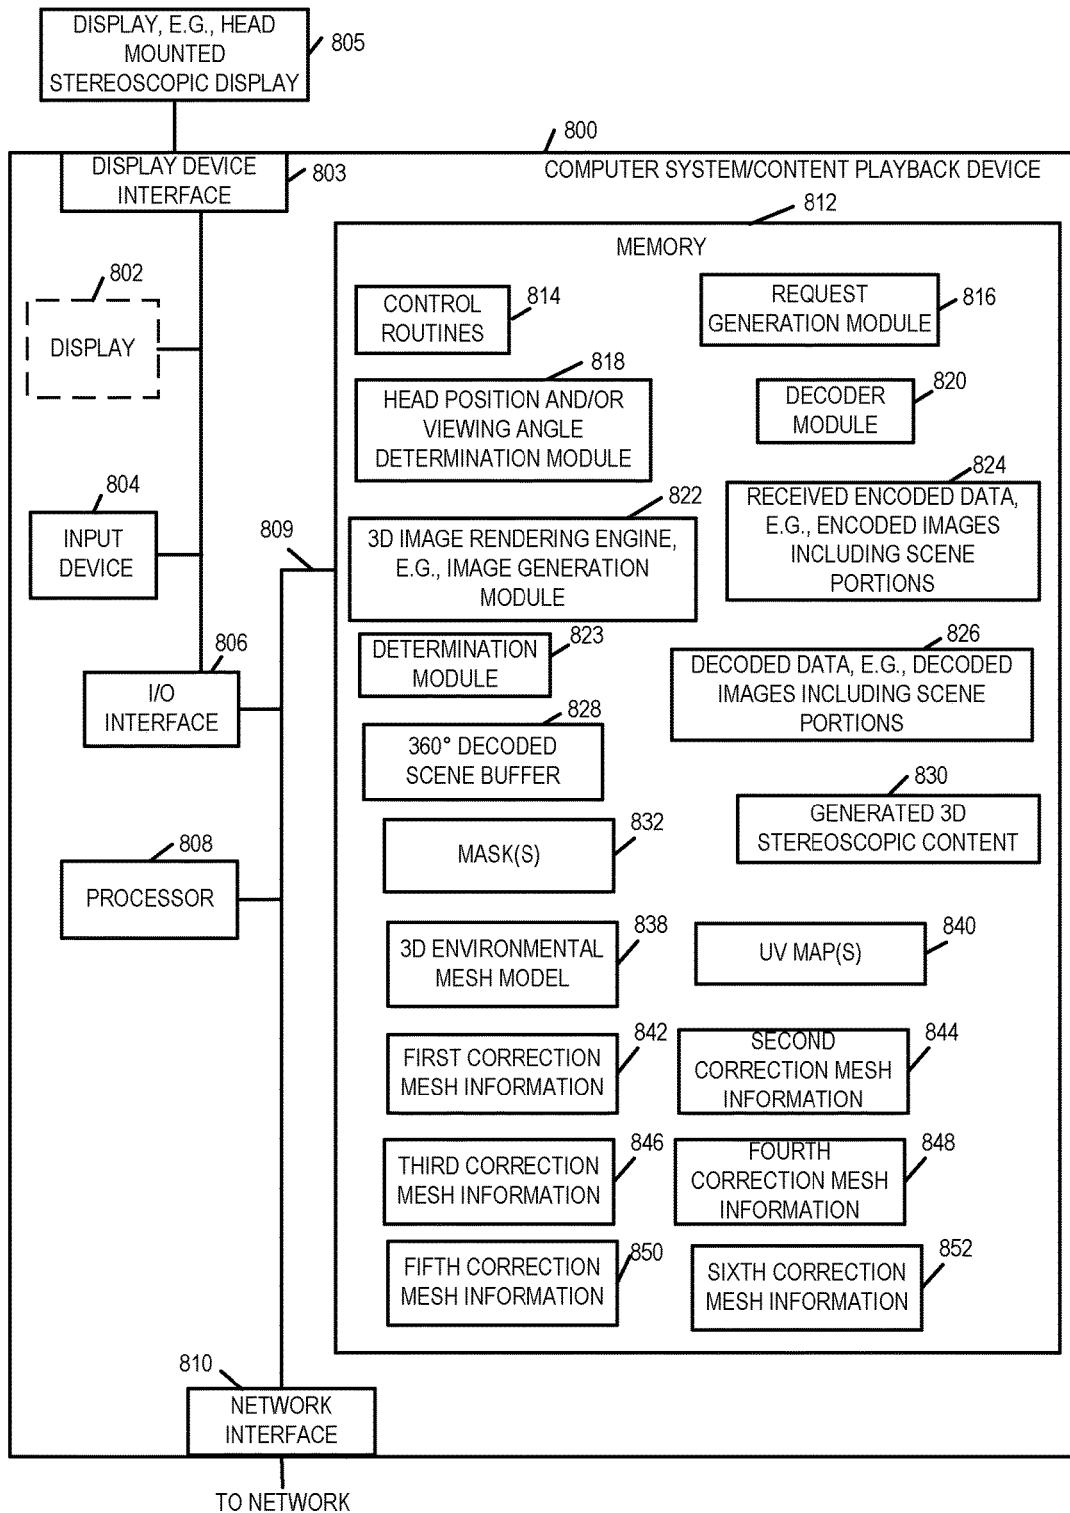 DISPLAY, E.G., HEAD
MOUNTED
STEREOSCOPIC DISPLAY
805
800
DISPLAY DEVICE
INTERFACE
803
COMPUTER SYSTEM/CONTENT PLAYBACK DEVICE
812
MEMORY
802
DISPLAY
CONTROL
ROUTINES
814
REQUEST
GENERATION MODULE
816
818
HEAD POSITION AND/OR
VIEWING ANGLE
DETERMINATION MODULE
DECODER
MODULE
820
804
INPUT
DEVICE
809
822
3D IMAGE RENDERING ENGINE,
E.G., IMAGE GENERATION
MODULE
824
RECEIVED ENCODED DATA,
E.G., ENCODED IMAGES
INCLUDING SCENE
PORTIONS
806
I/O
INTERFACE
DETERMINATION
MODULE
823
826
DECODED DATA, E.G., DECODED
IMAGES INCLUDING SCENE
PORTIONS
828
360° DECODED
SCENE BUFFER
830
GENERATED 3D
STEREOSCOPIC CONTENT
808
PROCESSOR
MASK(S)
832
3D ENVIRONMENTAL
MESH MODEL
838
UV MAP(S)
840
FIRST CORRECTION
MESH INFORMATION
842
SECOND
CORRECTION MESH
INFORMATION
844
THIRD CORRECTION
MESH INFORMATION
846
FOURTH
CORRECTION MESH
INFORMATION
848
FIFTH CORRECTION
MESH INFORMATION
850
SIXTH CORRECTION
MESH INFORMATION
852
810
NETWORK
INTERFACE
TO NETWORK